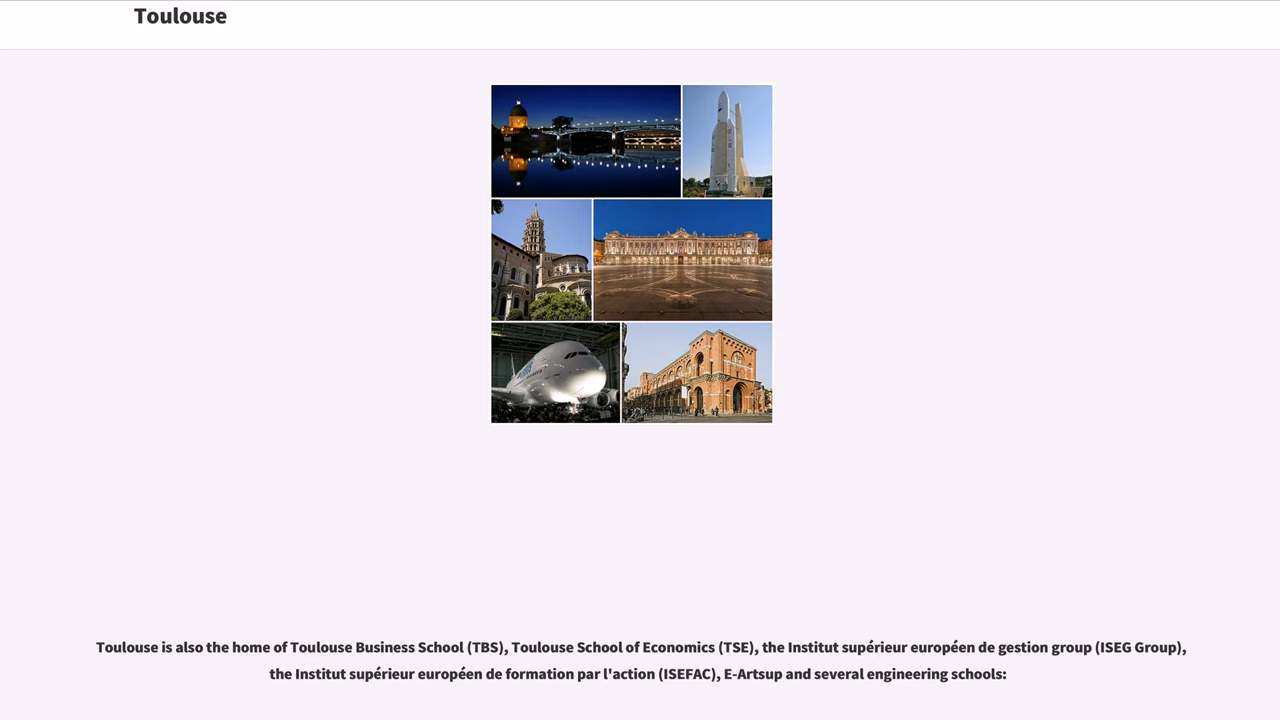 Toulouse
Toulouse is also the home of Toulouse Business School (TBS), Toulouse School of Economics (TSE), the Institut supérieur européen de gestion group (ISEG Group),
the Institut supérieur européen de formation par l'action (ISEFAC), E-Artsup and several engineering schools: